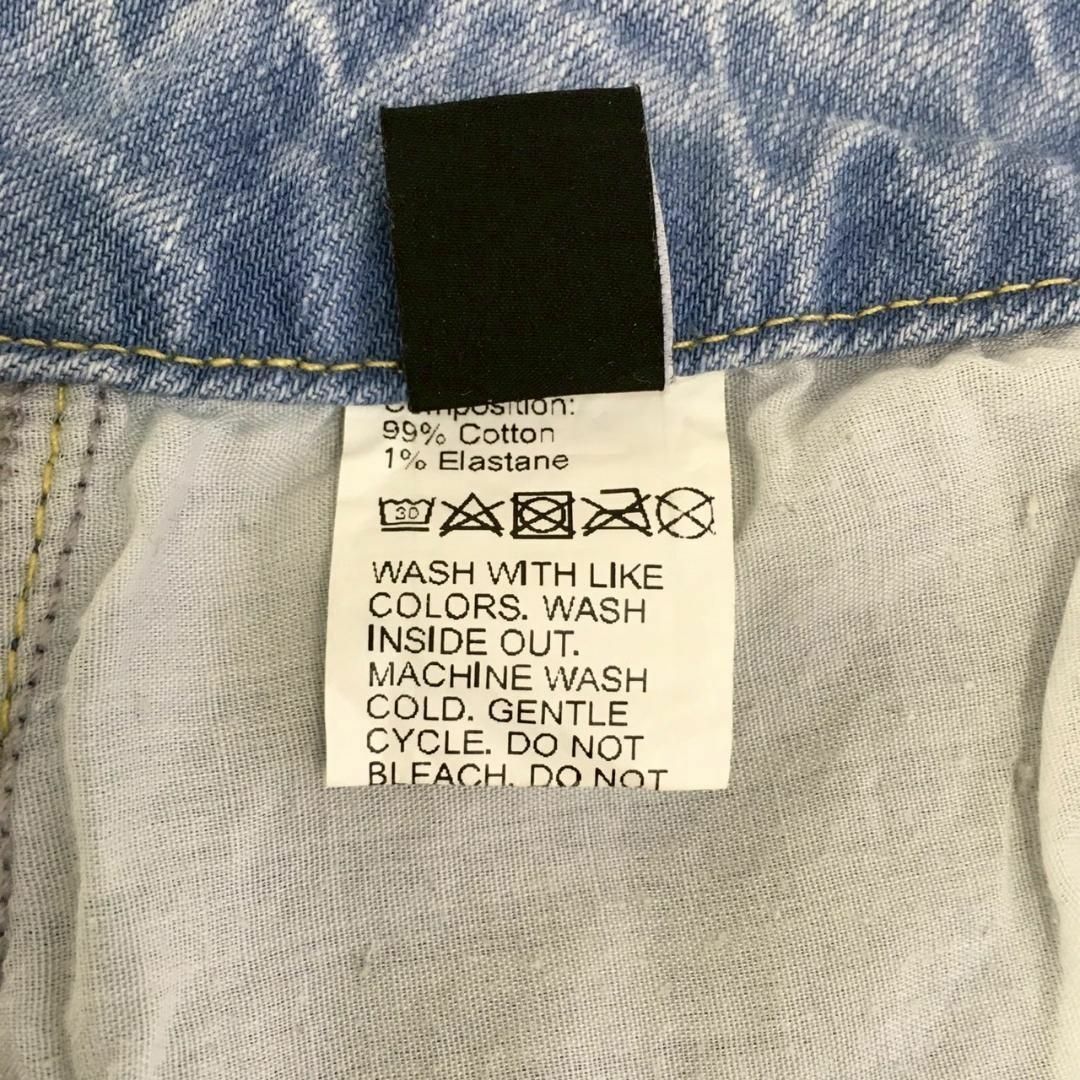 Composition:
99% Cotton
1% Elastane
30
WASH WITH LIKE
COLORS. WASH
INSIDE OUT.
MACHINE WASH
COLD. GENTLE
CYCLE. DO NOT
BLEACH. DO NOT